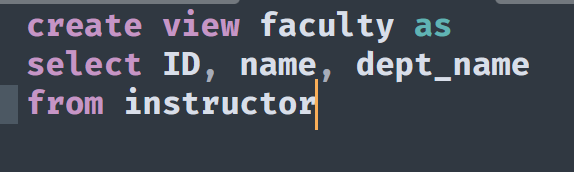 create view faculty as
select ID, name, dept_name
from instructor